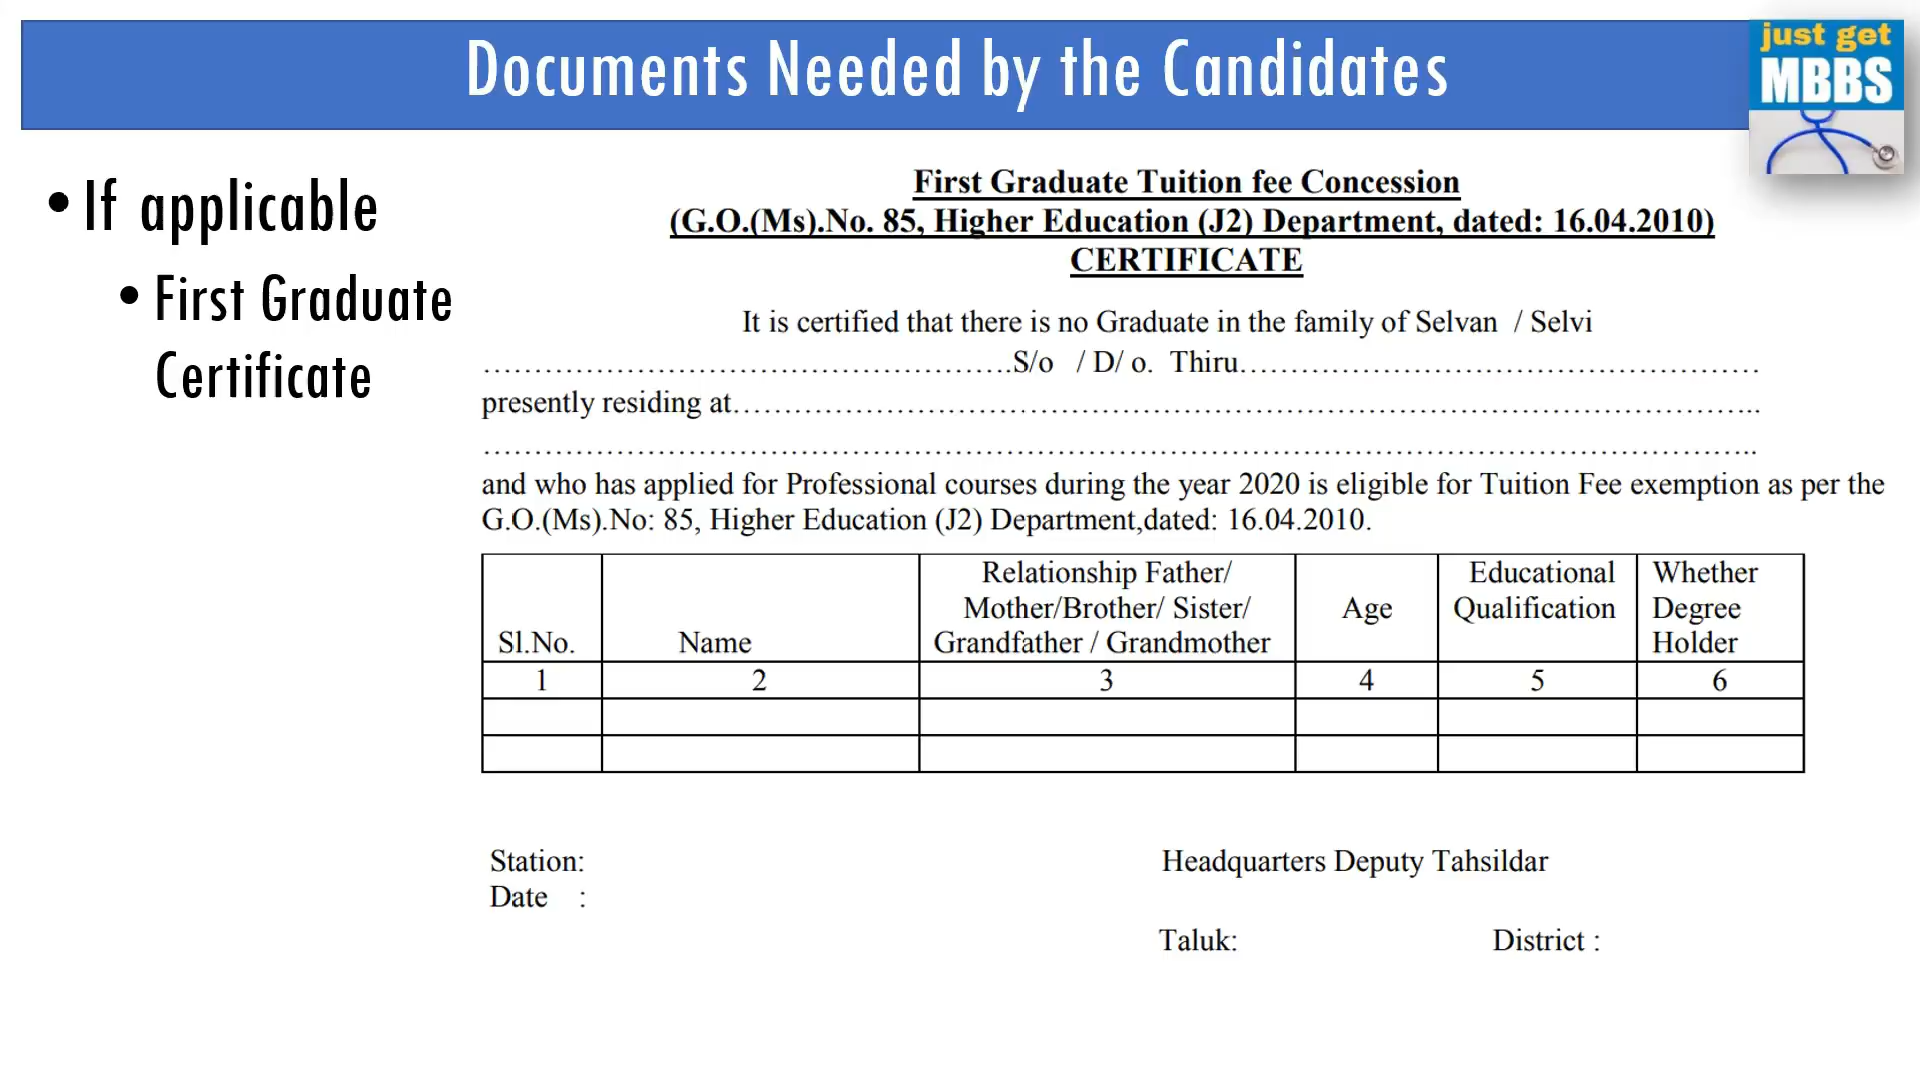 Documents Needed by the Candidates
just get
MBBS
• If applicable
• First Graduate
Certificate
First Graduate Tuition fee Concession
(G.O.(Ms).No. 85, Higher Education (J2) Department, dated: 16.04.2010)
CERTIFICATE
It is certified that there is no Graduate in the family of Selvan / Selvi
……………………………………………….S/o / D/ o. Thiru……………………………………………
presently residing at…………………………………………………………………………………………..
…………………………………………………………………………………………………………………..
and who has applied for Professional courses during the year 2020 is eligible for Tuition Fee exemption as per the
G.O.(Ms).No: 85, Higher Education (J2) Department,dated: 16.04.2010.
Sl.No. Name Relationship Father/ Mother/Brother/ Sister/ Grandfather / Grandmother Age Educational Qualification Whether Degree Holder
1 2 3 4 5 6
Station: Headquarters Deputy Tahsildar
Date :
Taluk: District :